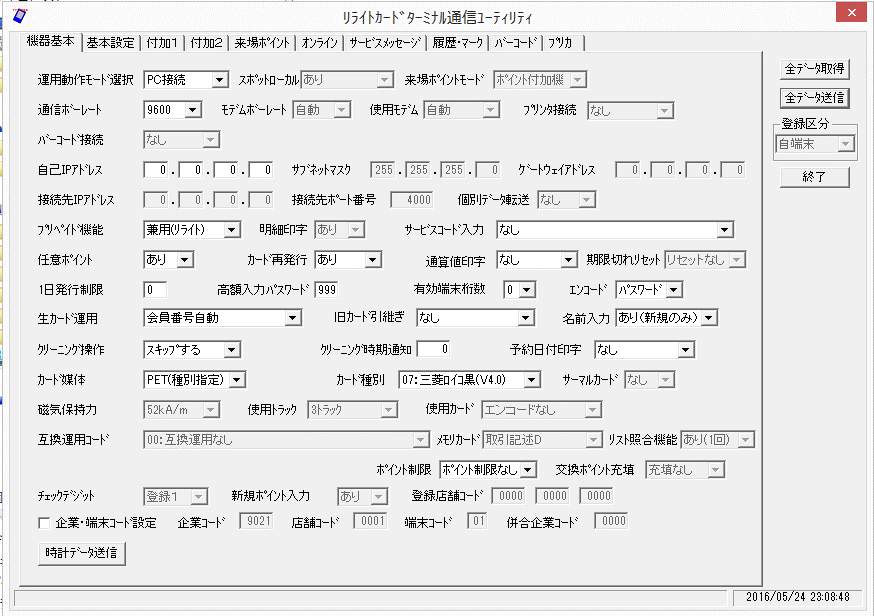 ﾘﾗｲﾄｶｰﾄﾞﾀｰﾐﾅﾙ通信ﾕｰﾃｨﾘﾃｨ
機器基本 基本設定 付加1 付加2 来場ﾎﾟｲﾝﾄ ｵﾝﾗｲﾝ ｻｰﾋﾞｽﾒｯｾｰｼﾞ 履歴･ﾏｰｸ ﾊﾞｰｺｰﾄﾞ ﾌﾟﾘｶ
運用動作モード選択 PC接続 ｽﾎﾟｯﾄﾛｰｶﾙ あり 来場ﾎﾟｲﾝﾄﾓｰﾄﾞ ﾎﾟｲﾝﾄ付加機 全ﾃﾞｰﾀ取得
通信ﾎﾞｰﾚｰﾄ 9600 ﾓﾃﾞﾑﾎﾞｰﾚｰﾄ 自動 使用ﾓﾃﾞﾑ 自動 ﾌﾟﾘﾝﾀ接続 なし 全ﾃﾞｰﾀ送信
登録区分
ﾊﾞｰｺｰﾄﾞ接続 なし 自端末
自己IPｱﾄﾞﾚｽ 0 . 0 . 0 . 0 ｻﾌﾞﾈｯﾄﾏｽｸ 255 . 255 . 255 . 0 ｹﾞｰﾄｳｪｲｱﾄﾞﾚｽ 0 . 0 . 0 . 0 終了
接続先IPｱﾄﾞﾚｽ 0 . 0 . 0 . 0 接続先ポート番号 4000 個別ﾃﾞｰﾀ転送 なし
ﾌﾟﾘﾍﾟｲﾄﾞ機能 兼用(ﾘﾗｲﾄ) 明細印字 あり ｻｰﾋﾞｽｺｰﾄﾞ入力 なし
任意ﾎﾟｲﾝﾄ あり ｶｰﾄﾞ再発行 あり 通算値印字 なし 期限切れﾘｾｯﾄ ﾘｾｯﾄなし
1日発行制限 0 高額入力ﾊﾟｽﾜｰﾄﾞ 999 有効端末桁数 0 ｴﾝｺｰﾄﾞ ﾊﾟｽﾜｰﾄﾞ
生カード運用 会員番号自動 旧ｶｰﾄﾞ引継ぎ なし 名前入力 あり(新規のみ)
ｸﾘｰﾆﾝｸﾞ操作 ｽｷｯﾌﾟする ｸﾘｰﾆﾝｸﾞ時期通知 0 予約日付印字 なし
ｶｰﾄﾞ媒体 PET(種別指定) ｶｰﾄﾞ種別 07:三菱ﾛｲｺ黒(V4.0) ｻｰﾏﾙｶｰﾄﾞ なし
磁気保持力 52kA/m 使用ﾄﾗｯｸ 3ﾄﾗｯｸ 使用ｶｰﾄﾞ ｴﾝｺｰﾄﾞなし
互換運用ｺｰﾄﾞ 00:互換運用なし ﾒﾓﾘｶｰﾄﾞ 取引記述D ﾘｽﾄ照合機能 あり(1回)
ﾎﾟｲﾝﾄ制限 ﾎﾟｲﾝﾄ制限なし 交換ﾎﾟｲﾝﾄ充填 充填なし
ﾁｪｯｸﾃﾞｼﾞｯﾄ 登録1 新規ﾎﾟｲﾝﾄ入力 あり 登録店舗ｺｰﾄﾞ 0000 0000 0000
企業･端末ｺｰﾄﾞ設定 企業ｺｰﾄﾞ 9021 店舗ｺｰﾄﾞ 0001 端末ｺｰﾄﾞ 01 併合企業ｺｰﾄﾞ 0000
時計ﾃﾞｰﾀ送信
2016/05/24 23:08:48